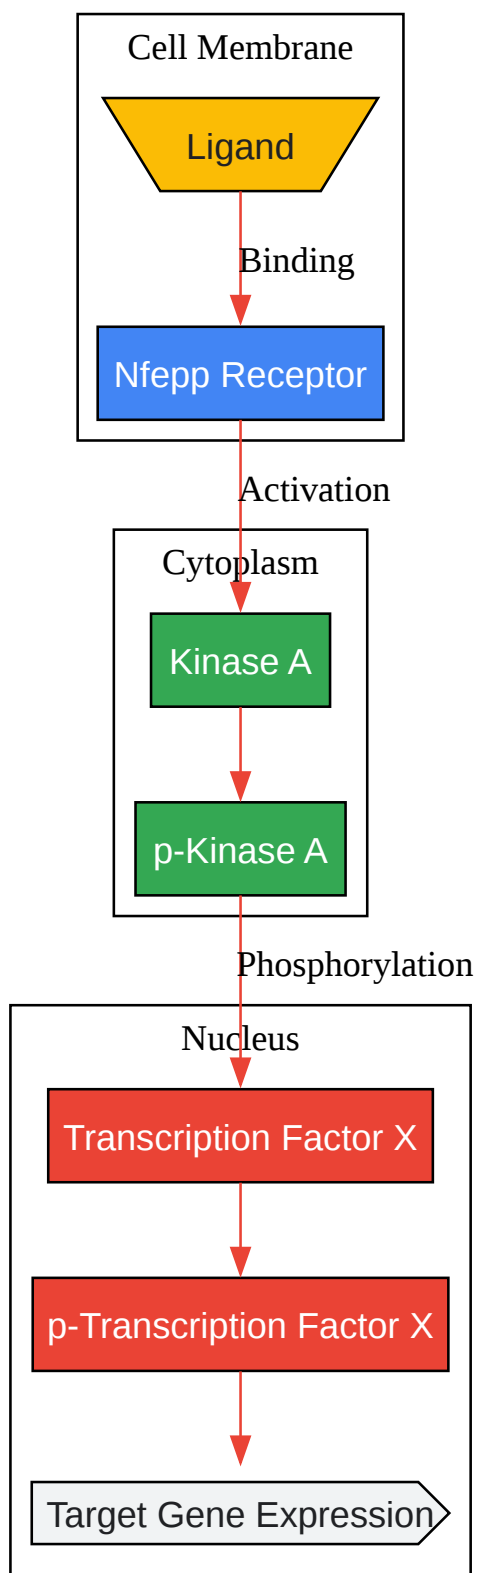 Cell Membrane
Ligand
Binding
Nfepp Receptor
Activation
Cytoplasm
Kinase A
p-Kinase A
Phosphorylation
Nucleus
Transcription Factor X
p-Transcription Factor X
Target Gene Expression